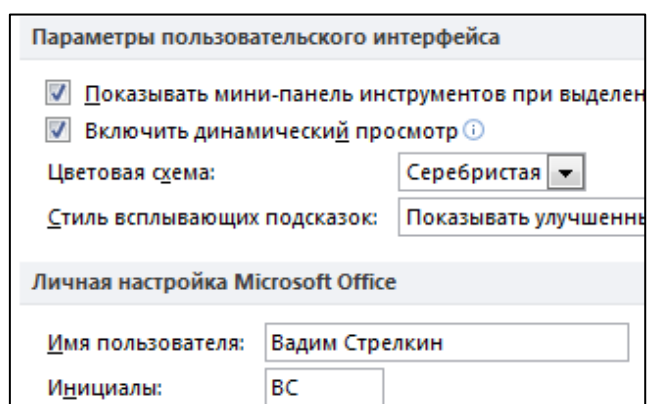 Параметры пользовательского интерфейса
Показывать мини-панель инструментов при выделен
Включить динамический просмотр
Цветовая схема: Серебристая
Стиль всплывающих подсказок: Показывать улучшенны
Личная настройка Microsoft Office
Имя пользователя: Вадим Стрелкин
Инициалы: ВС